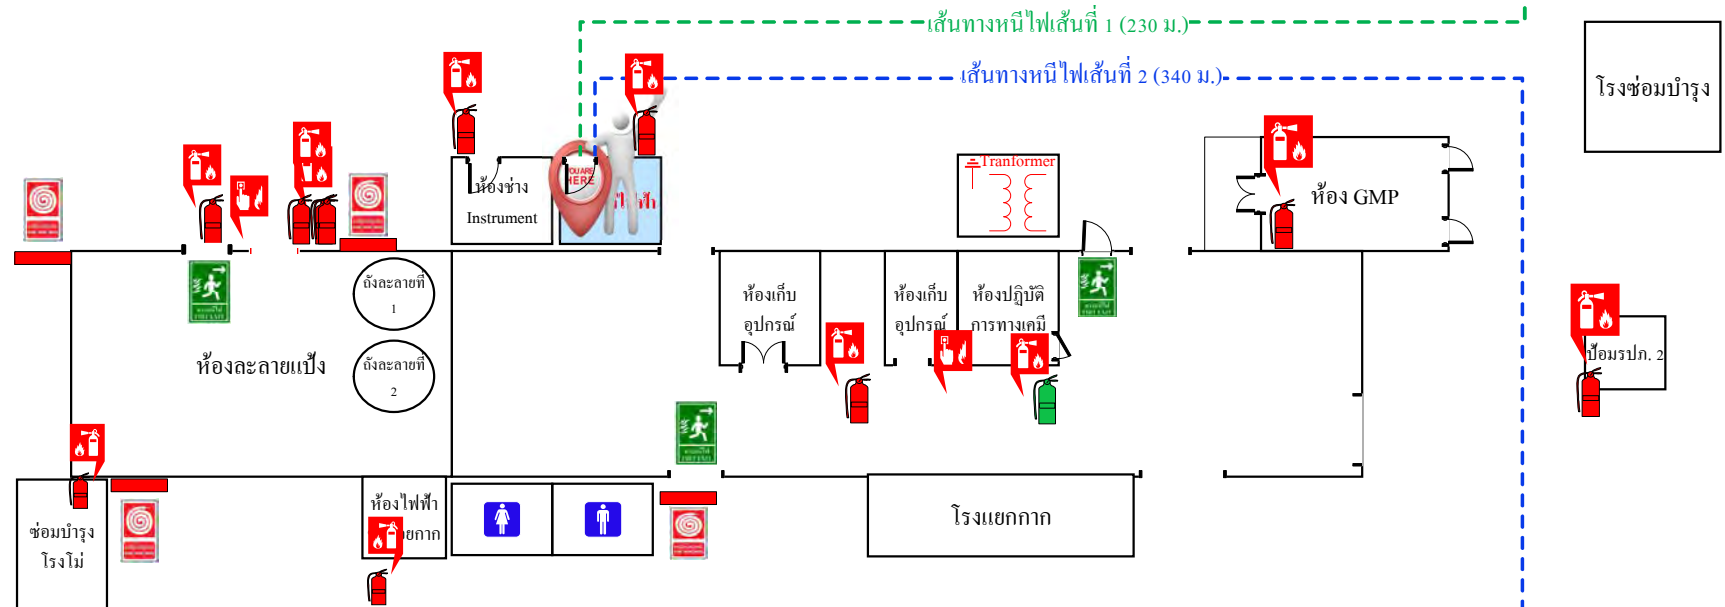 เส้นทางหนีไฟเส้นที่ 1 (230 ม.)
เส้นทางหนีไฟเส้นที่ 2 (340 ม.)
โรงซ่อมบำรุง
YOU ARE
HERE
ห้องช่าง
Instrument
Tranformer
ห้อง GMP
ถังละลายที่
1
ห้องเก็บ
อุปกรณ์
ห้องเก็บ
อุปกรณ์
ห้องปฏิบัติ
การทางเคมี
ห้องละลายแป้ง
ถังละลายที่
2
ป้อมรปภ. 2
ห้องไฟฟ้า
ซ่อมบำรุง
โรงโม่
โรงแยกกาก